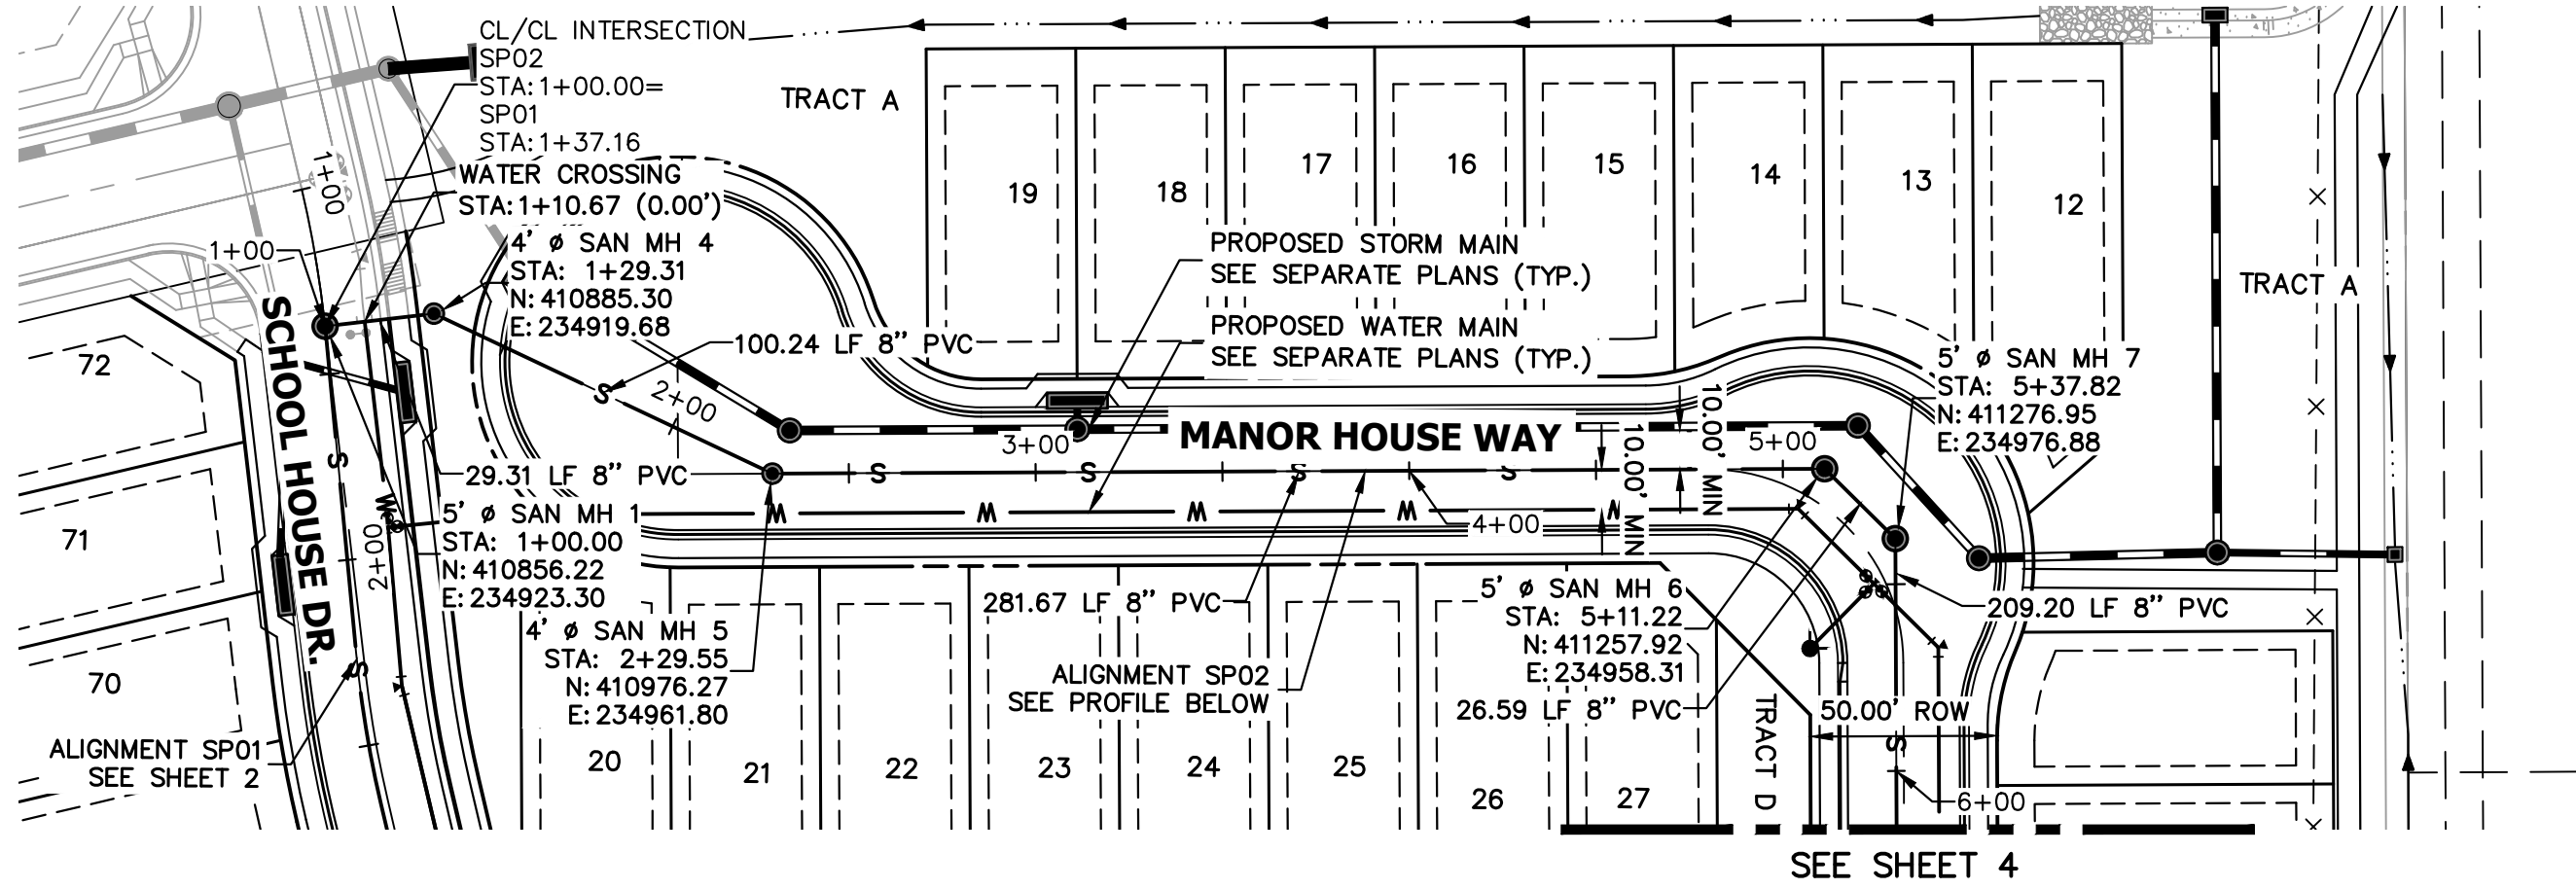 CL/CL INTERSECTION
SP02
STA:1+00.00=
SP01
STA:1+37.16
WATER CROSSING
STA:1+10.67 (0.00')
4' ø SAN MH 4
STA: 1+29.31
N:410885.30
E:234919.68
1+00
1+00
SCHOOL HOUSE DR.
TRACT A
19
18
17
16
15
14
13
12
TRACT A
PROPOSED STORM MAIN
SEE SEPARATE PLANS (TYP.)
PROPOSED WATER MAIN
SEE SEPARATE PLANS (TYP.)
100.24 LF 8" PVC
2+00
3+00
MANOR HOUSE WAY
10.00' MIN
10.00' MIN
5+00
4+00
5' ø SAN MH 7
STA: 5+37.82
N:411276.95
E:234976.88
S
S
S
S
S
S
S
S
W
W
W
W
W
W
29.31 LF 8" PVC
5' ø SAN MH 1
STA: 1+00.00
N:410856.22
E:234923.30
2+00
4' ø SAN MH 5
STA: 2+29.55
N:410976.27
E:234961.80
281.67 LF 8" PVC
ALIGNMENT SP02
SEE PROFILE BELOW
5' ø SAN MH 6
STA: 5+11.22
N:411257.92
E:234958.31
26.59 LF 8" PVC
209.20 LF 8" PVC
50.00' ROW
TRACT D
6+00
72
71
70
ALIGNMENT SP01
SEE SHEET 2
20
21
22
23
24
25
26
27
SEE SHEET 4